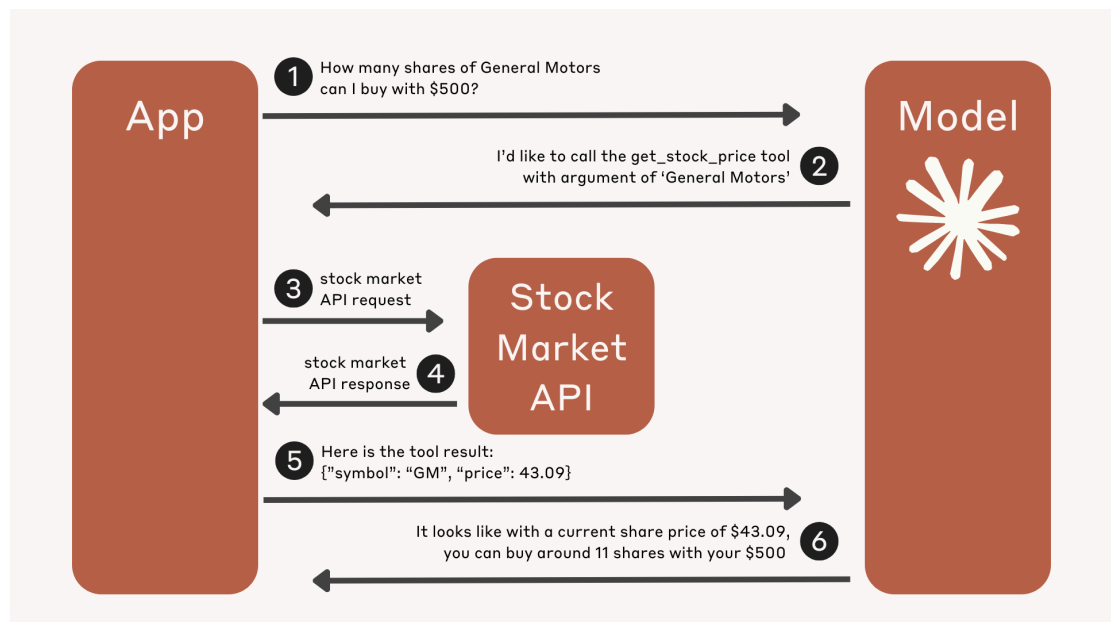 App
Model
1
How many shares of General Motors
can I buy with $500?
I’d like to call the get_stock_price tool
with argument of ‘General Motors’
2
3
stock market
API request
Stock
Market
API
stock market
API response
4
5
Here is the tool result:
{”symbol”: “GM”, “price”: 43.09}
It looks like with a current share price of $43.09,
you can buy around 11 shares with your $500
6